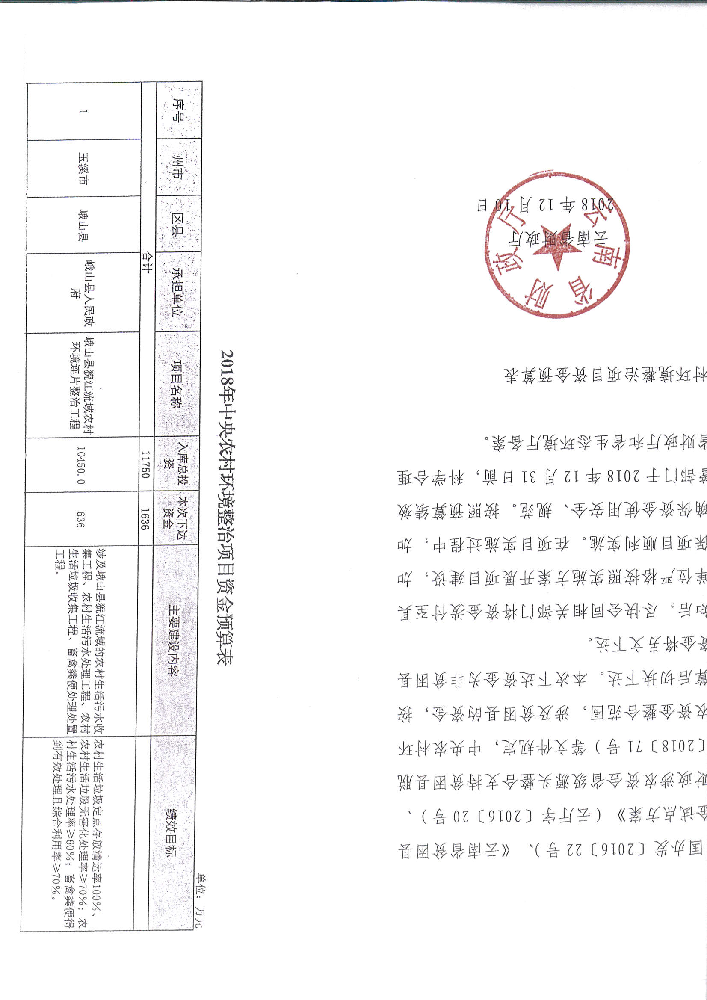 国办发〔2016〕22号）、《云南省贫困县
金试点方案》（云厅字〔2016〕20号）、
财政涉农资金省级源头整合支持贫困县脱
〔2018〕71号）等文件规定，中央农村环
农资金整合范围，涉及贫困县的资金，按
算后切块下达。本次下达资金为非贫困县
资金将另文下达。
知后，尽快会同相关部门将资金拨付至具
单位严格按照实施方案开展项目建设，加
保项目顺利实施。在项目实施过程中，加
确保资金使用安全、规范。按照预算绩效
管部门于2018年12月31日前，科学合理
省财政厅和省生态环境厅备案。
村环境整治项目资金预算表
云南省财政厅
2018年12月10日
云南省财政厅
2018年中央农村环境整治项目资金预算表
单位：万元
序号 州市 区县 承担单位 项目名称 入库总投资 本次下达资金 主要建设内容 绩效目标
合计 11750 1636
1 玉溪市 峨山县 峨山县人民政府 峨山县猊江流域农村环境连片整治工程 10450.0 636 涉及峨山县猊江流域的农村生活污水收集工程、农村生活污水处理工程、农村生活垃圾收集工程、畜禽粪便处理处置工程。 农村生活垃圾定点存放清运率100%、农村生活垃圾无害化处理率≥70%；农村生活污水处理率≥60%；畜禽粪便得到有效处理且综合利用率≥70%。